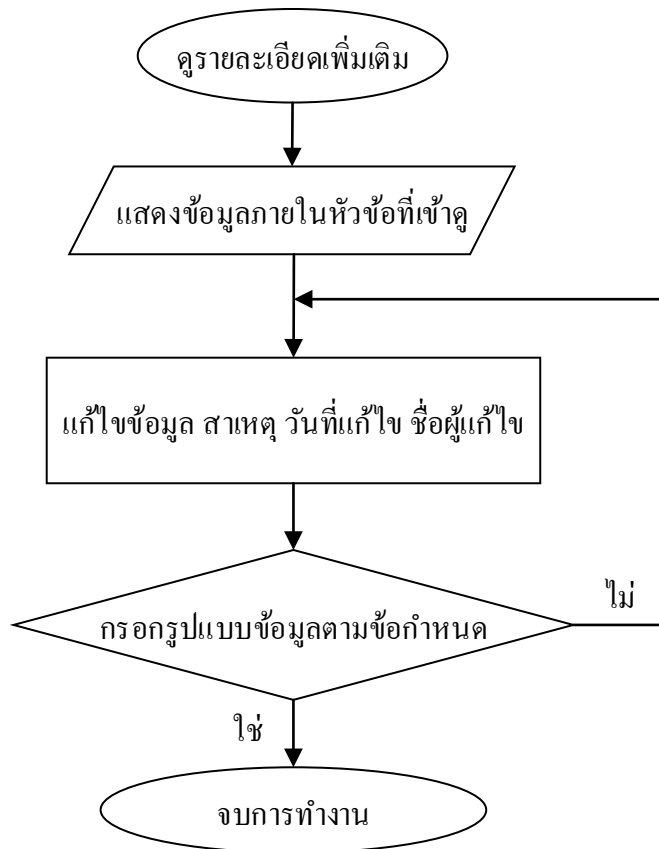 ดูรายละเอียดเพิ่มเติม
แสดงข้อมูลภายในหัวข้อที่เข้าดู
แก้ไขข้อมูล สาเหตุ วันที่แก้ไข ชื่อผู้แก้ไข
ไม่
กรอกรูปแบบข้อมูลตามข้อกำหนด
ใช่
จบการทำงาน